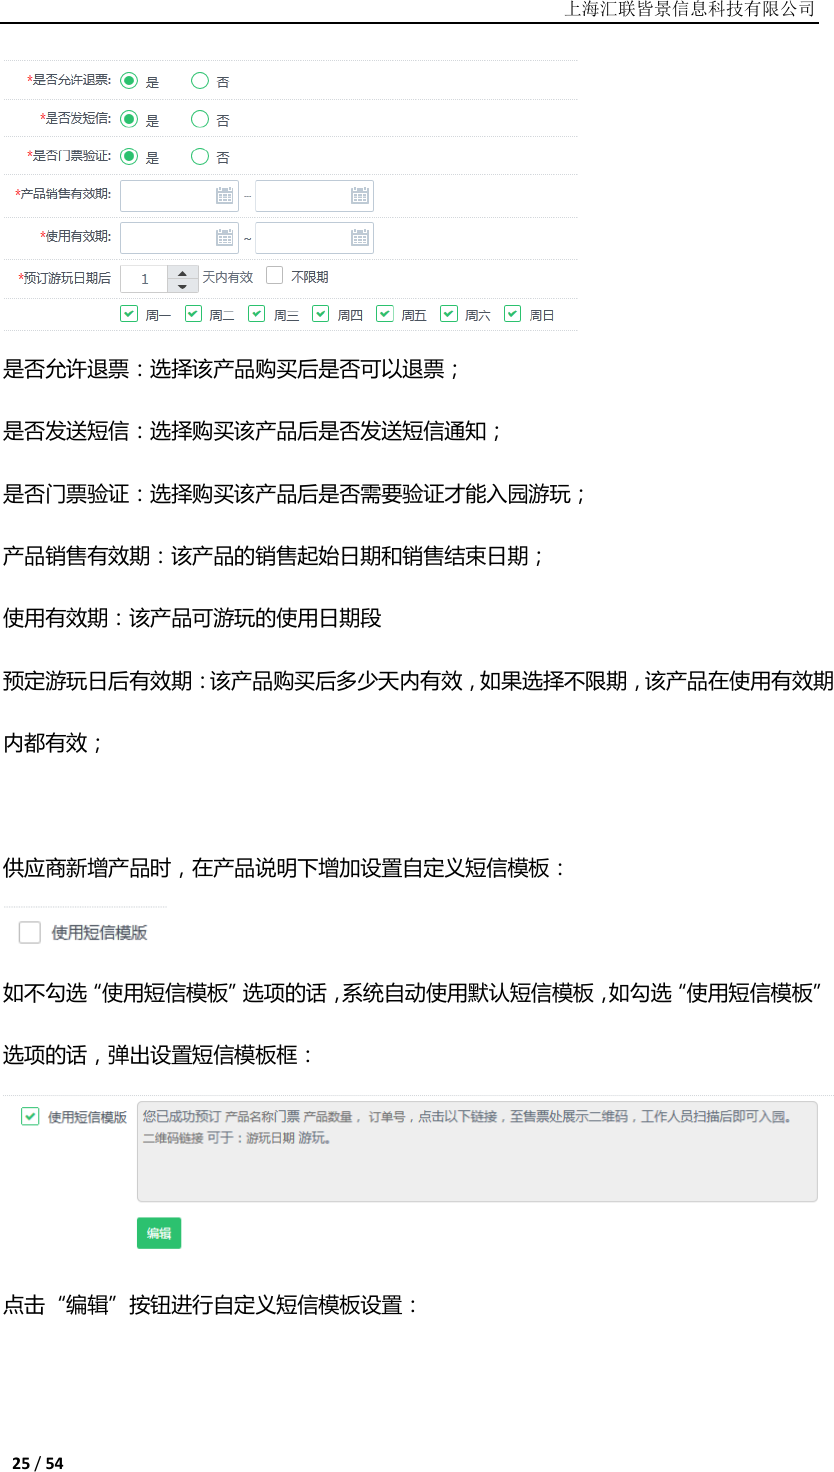 上海汇联皆景信息科技有限公司
*是否允许退票: 是 否
*是否发短信: 是 否
*是否门票验证: 是 否
*产品销售有效期: –
*使用有效期: ~
*预订游玩日期后 1 天内有效 不限期
周一 周二 周三 周四 周五 周六 周日
是否允许退票：选择该产品购买后是否可以退票；
是否发送短信：选择购买该产品后是否发送短信通知；
是否门票验证：选择购买该产品后是否需要验证才能入园游玩；
产品销售有效期：该产品的销售起始日期和销售结束日期；
使用有效期：该产品可游玩的使用日期段
预定游玩日后有效期：该产品购买后多少天内有效，如果选择不限期，该产品在使用有效期
内都有效；
供应商新增产品时，在产品说明下增加设置自定义短信模板：
使用短信模版
如不勾选“使用短信模板”选项的话，系统自动使用默认短信模板，如勾选“使用短信模板”
选项的话，弹出设置短信模板框：
使用短信模版 您已成功预订 产品名称门票 产品数量， 订单号，点击以下链接，至售票处展示二维码，工作人员扫描后即可入园。
二维码链接 可于：游玩日期 游玩。
编辑
点击“编辑”按钮进行自定义短信模板设置：
25 / 54